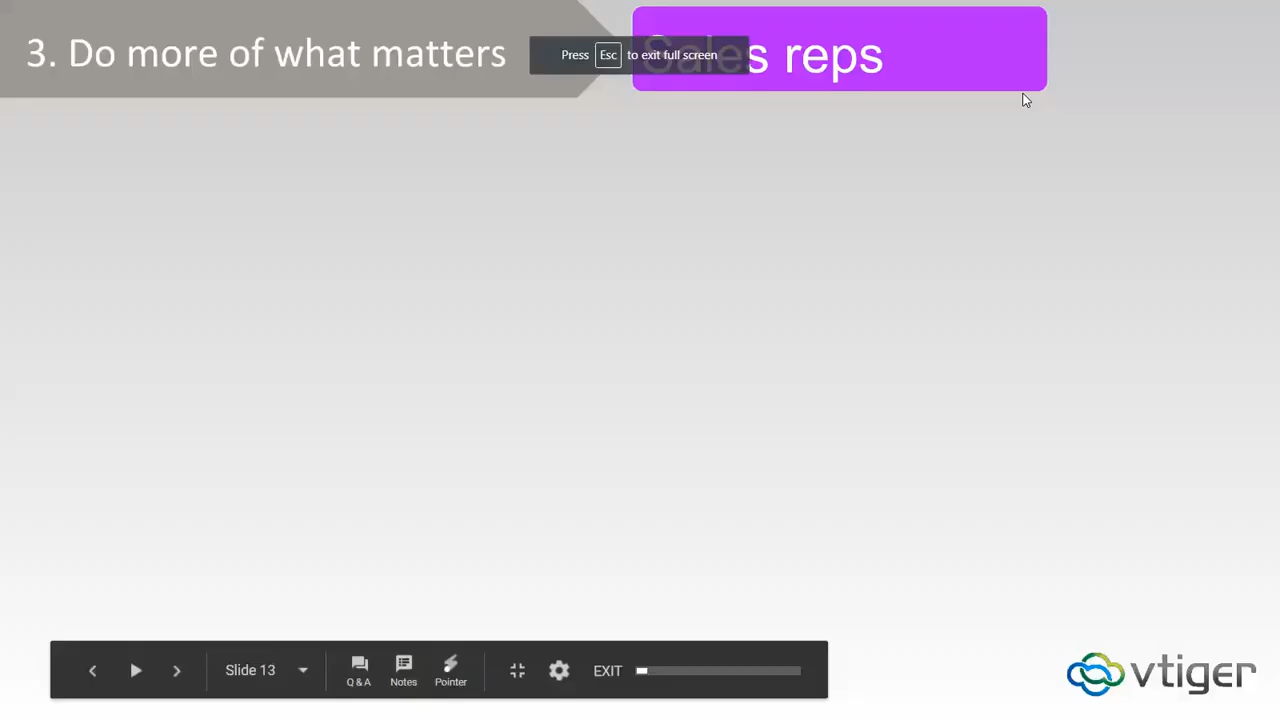 3. Do more of what matters
Sales reps
Press Esc to exit full screen
Slide 13
Q & A
Notes
Pointer
EXIT
vtiger